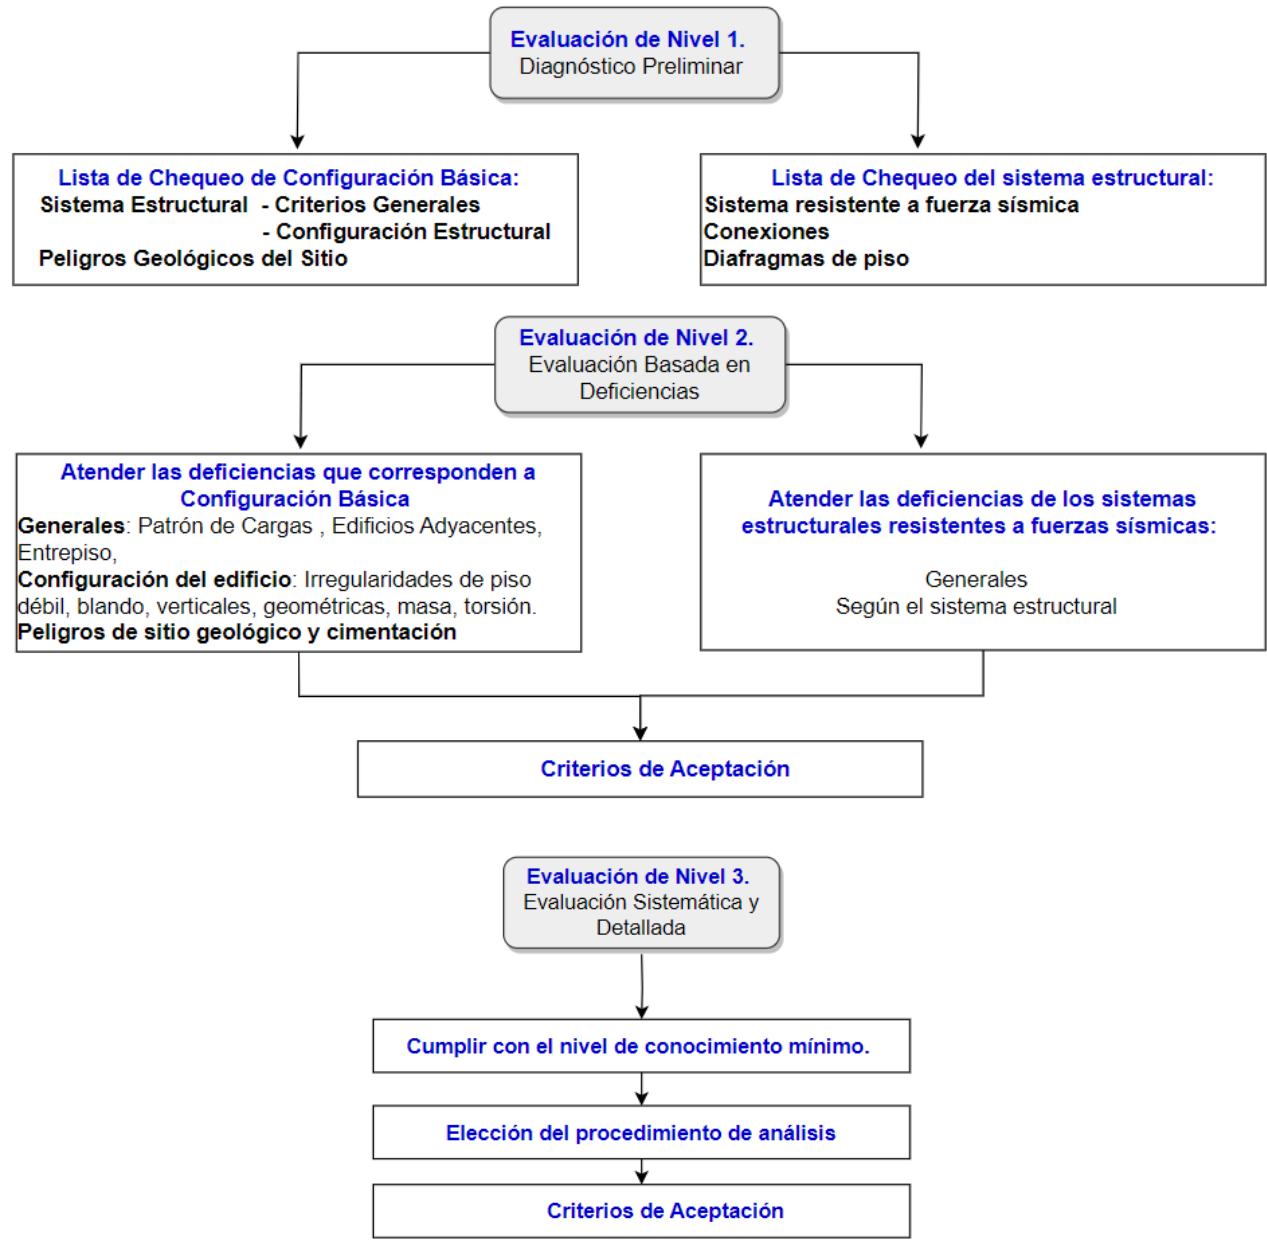 Evaluación de Nivel 1.
Diagnóstico Preliminar
Lista de Chequeo de Configuración Básica:
Sistema Estructural - Criterios Generales
- Configuración Estructural
Peligros Geológicos del Sitio
Lista de Chequeo del sistema estructural:
Sistema resistente a fuerza sísmica
Conexiones
Diafragmas de piso
Evaluación de Nivel 2.
Evaluación Basada en
Deficiencias
Atender las deficiencias que corresponden a
Configuración Básica
Generales: Patrón de Cargas , Edificios Adyacentes,
Entrepiso,
Configuración del edificio: Irregularidades de piso
débil, blando, verticales, geométricas, masa, torsión.
Peligros de sitio geológico y cimentación
Atender las deficiencias de los sistemas
estructurales resistentes a fuerzas sísmicas:
Generales
Según el sistema estructural
Criterios de Aceptación
Evaluación de Nivel 3.
Evaluación Sistemática y
Detallada
Cumplir con el nivel de conocimiento mínimo.
Elección del procedimiento de análisis
Criterios de Aceptación